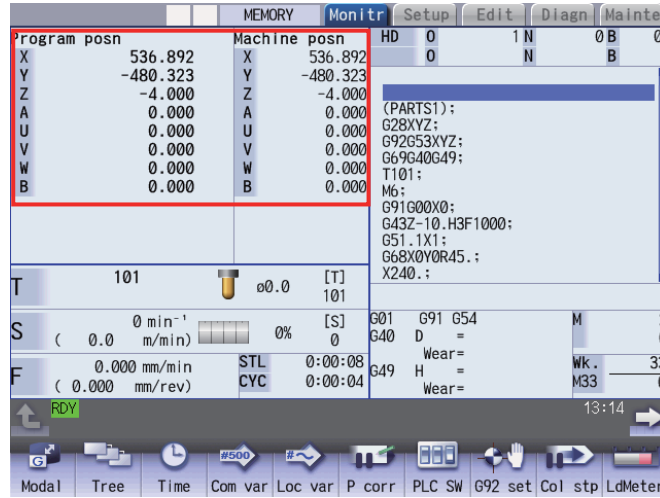 MEMORY Monitr Setup Edit Diagn Mainte
Program posn Machine posn
X 536.892 X 536.892
Y -480.323 Y -480.323
Z -4.000 Z -4.000
A 0.000 A 0.000
U 0.000 U 0.000
V 0.000 V 0.000
W 0.000 W 0.000
B 0.000 B 0.000
HD O 1 N 0 B
O N B
(PARTS1);
G28XYZ;
G92G53XYZ;
G69G40G49;
T101;
M6;
G91G00X0;
G43Z-10.H3F1000;
G51.1X1;
G68X0Y0R45.;
X240.;
T 101 ø0.0 [T]
101
S 0 min⁻¹ 0% [S]
( 0.0 m/min) 0
F 0.000 mm/min STL 0:00:08
( 0.000 mm/rev) CYC 0:00:04
G01 G91 G54 M
G40 D =
Wear=
G49 H = Wk.
Wear= M33
RDY 13:14
G #500 #
Modal Tree Time Com var Loc var P corr PLC SW G92 set Col stp LdMeter